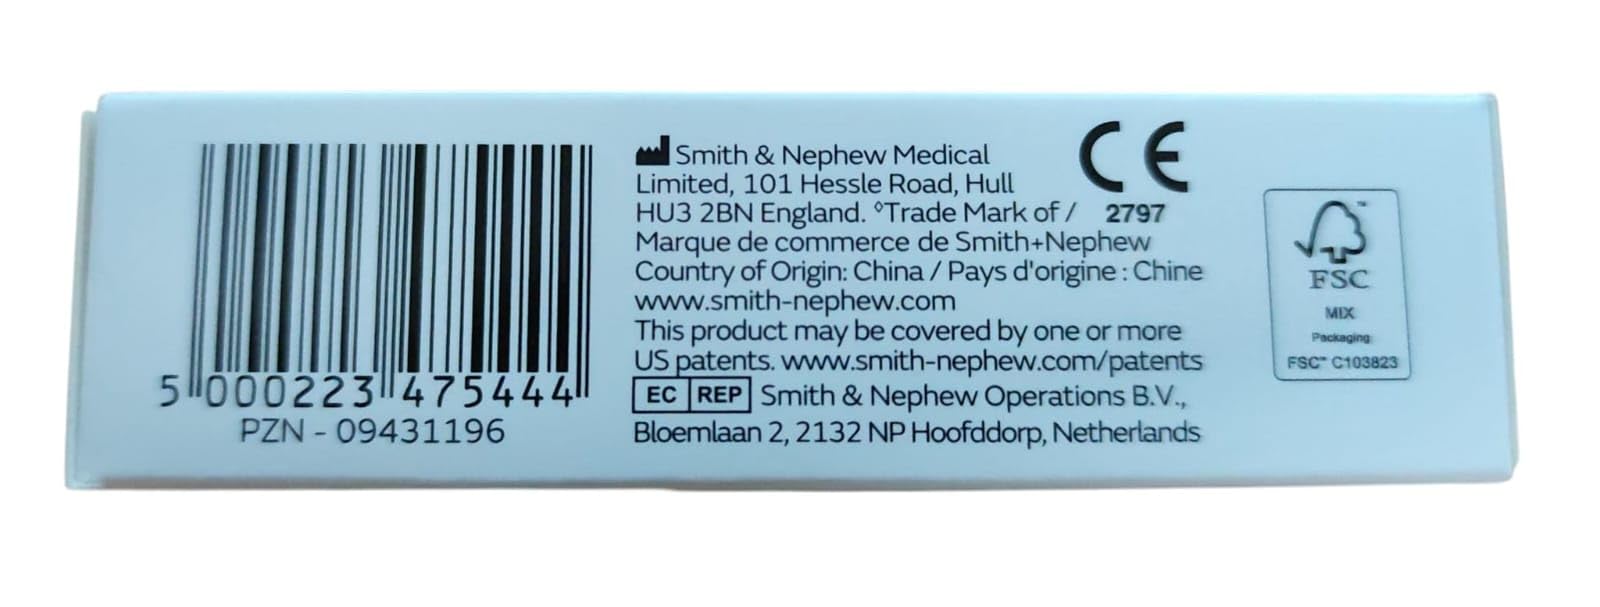 5 000223 475444
PZN - 09431196
Smith & Nephew Medical
Limited, 101 Hessle Road, Hull
HU3 2BN England. ◊Trade Mark of /
Marque de commerce de Smith+Nephew
Country of Origin: China / Pays d'origine : Chine
www.smith-nephew.com
This product may be covered by one or more
US patents. www.smith-nephew.com/patents
EC REP Smith & Nephew Operations B.V.,
Bloemlaan 2, 2132 NP Hoofddorp, Netherlands
CE
2797
FSC™
MIX
Packaging
FSC™ C103823